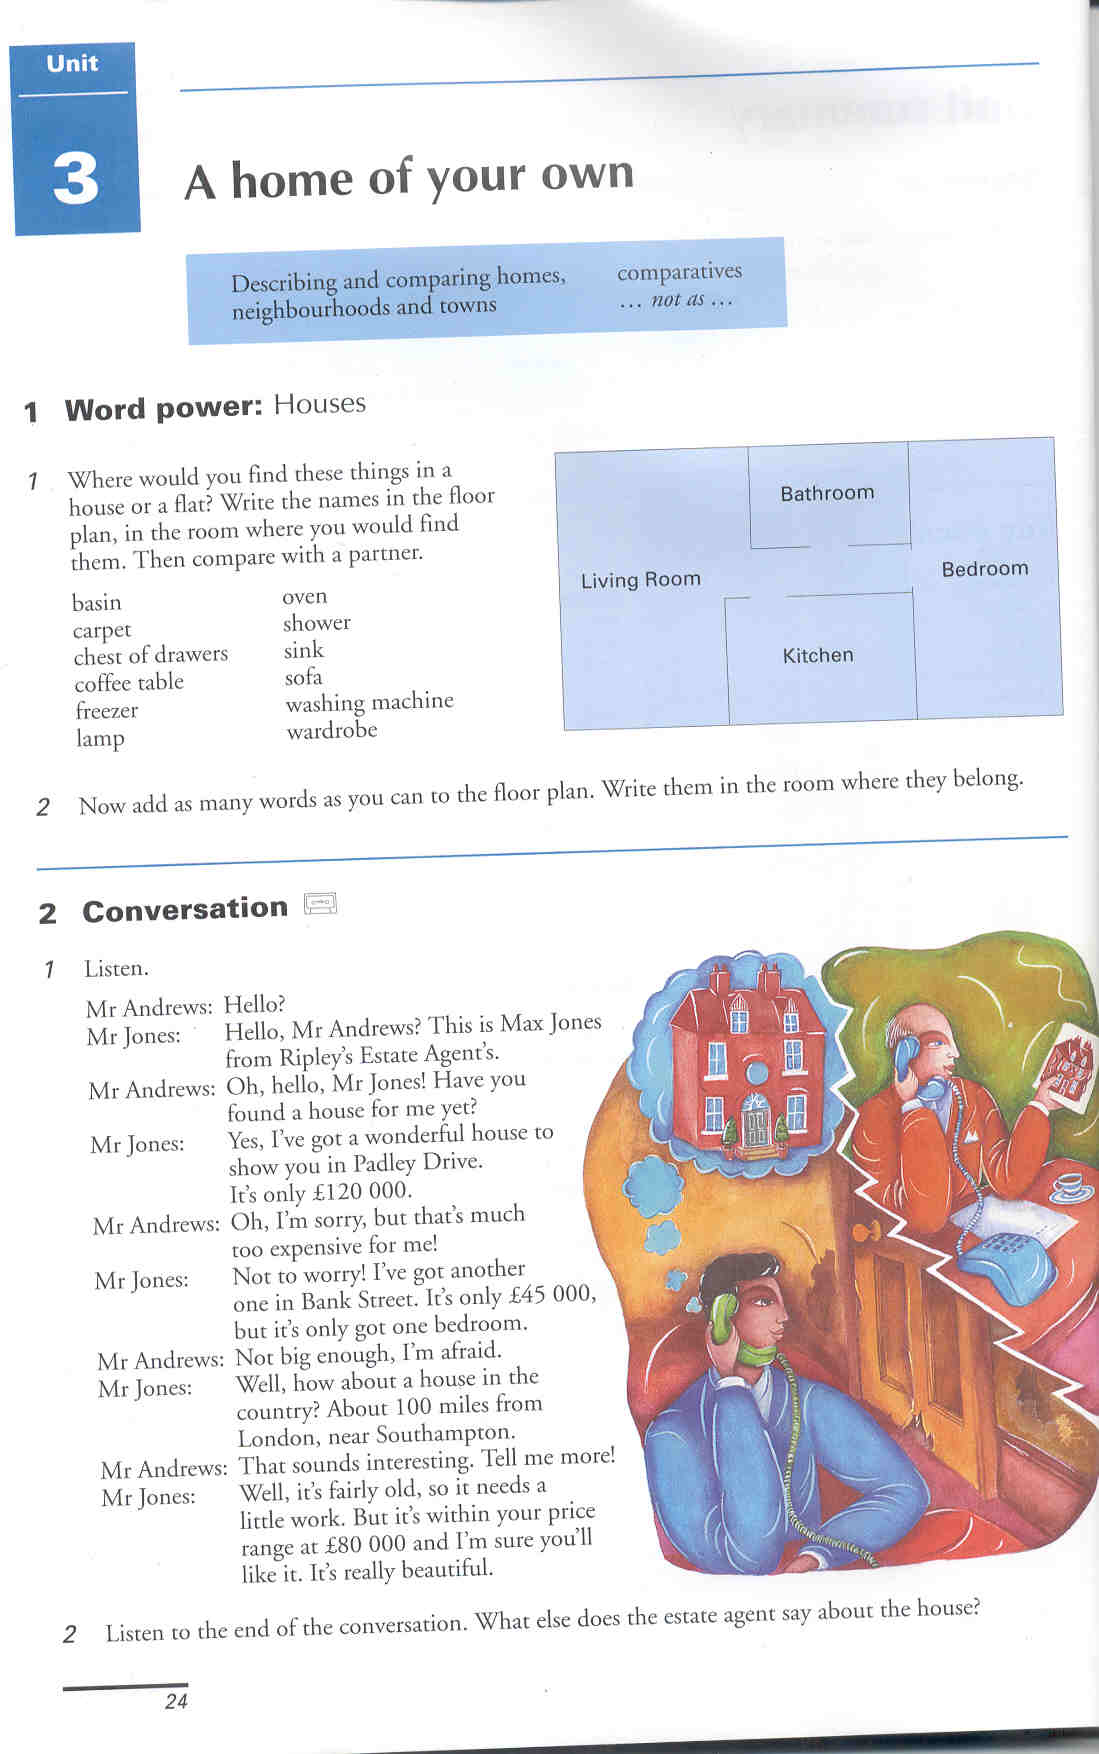 Unit
3
A home of your own
Describing and comparing homes,
neighbourhoods and towns
comparatives
... not as ...
1 Word power: Houses
1 Where would you find these things in a
house or a flat? Write the names in the floor
plan, in the room where you would find
them. Then compare with a partner.
basin
carpet
chest of drawers
coffee table
freezer
lamp
oven
shower
sink
sofa
washing machine
wardrobe
Bathroom
Living Room
Bedroom
Kitchen
2 Now add as many words as you can to the floor plan. Write them in the room where they belong.
2 Conversation
1 Listen.
Mr Andrews: Hello?
Mr Jones: Hello, Mr Andrews? This is Max Jones
from Ripley's Estate Agent's.
Mr Andrews: Oh, hello, Mr Jones! Have you
found a house for me yet?
Mr Jones: Yes, I've got a wonderful house to
show you in Padley Drive.
It's only £120 000.
Mr Andrews: Oh, I'm sorry, but that's much
too expensive for me!
Mr Jones: Not to worry! I've got another
one in Bank Street. It's only £45 000,
but it's only got one bedroom.
Mr Andrews: Not big enough, I'm afraid.
Mr Jones: Well, how about a house in the
country? About 100 miles from
London, near Southampton.
Mr Andrews: That sounds interesting. Tell me more!
Mr Jones: Well, it's fairly old, so it needs a
little work. But it's within your price
range at £80 000 and I'm sure you'll
like it. It's really beautiful.
2 Listen to the end of the conversation. What else does the estate agent say about the house?
24